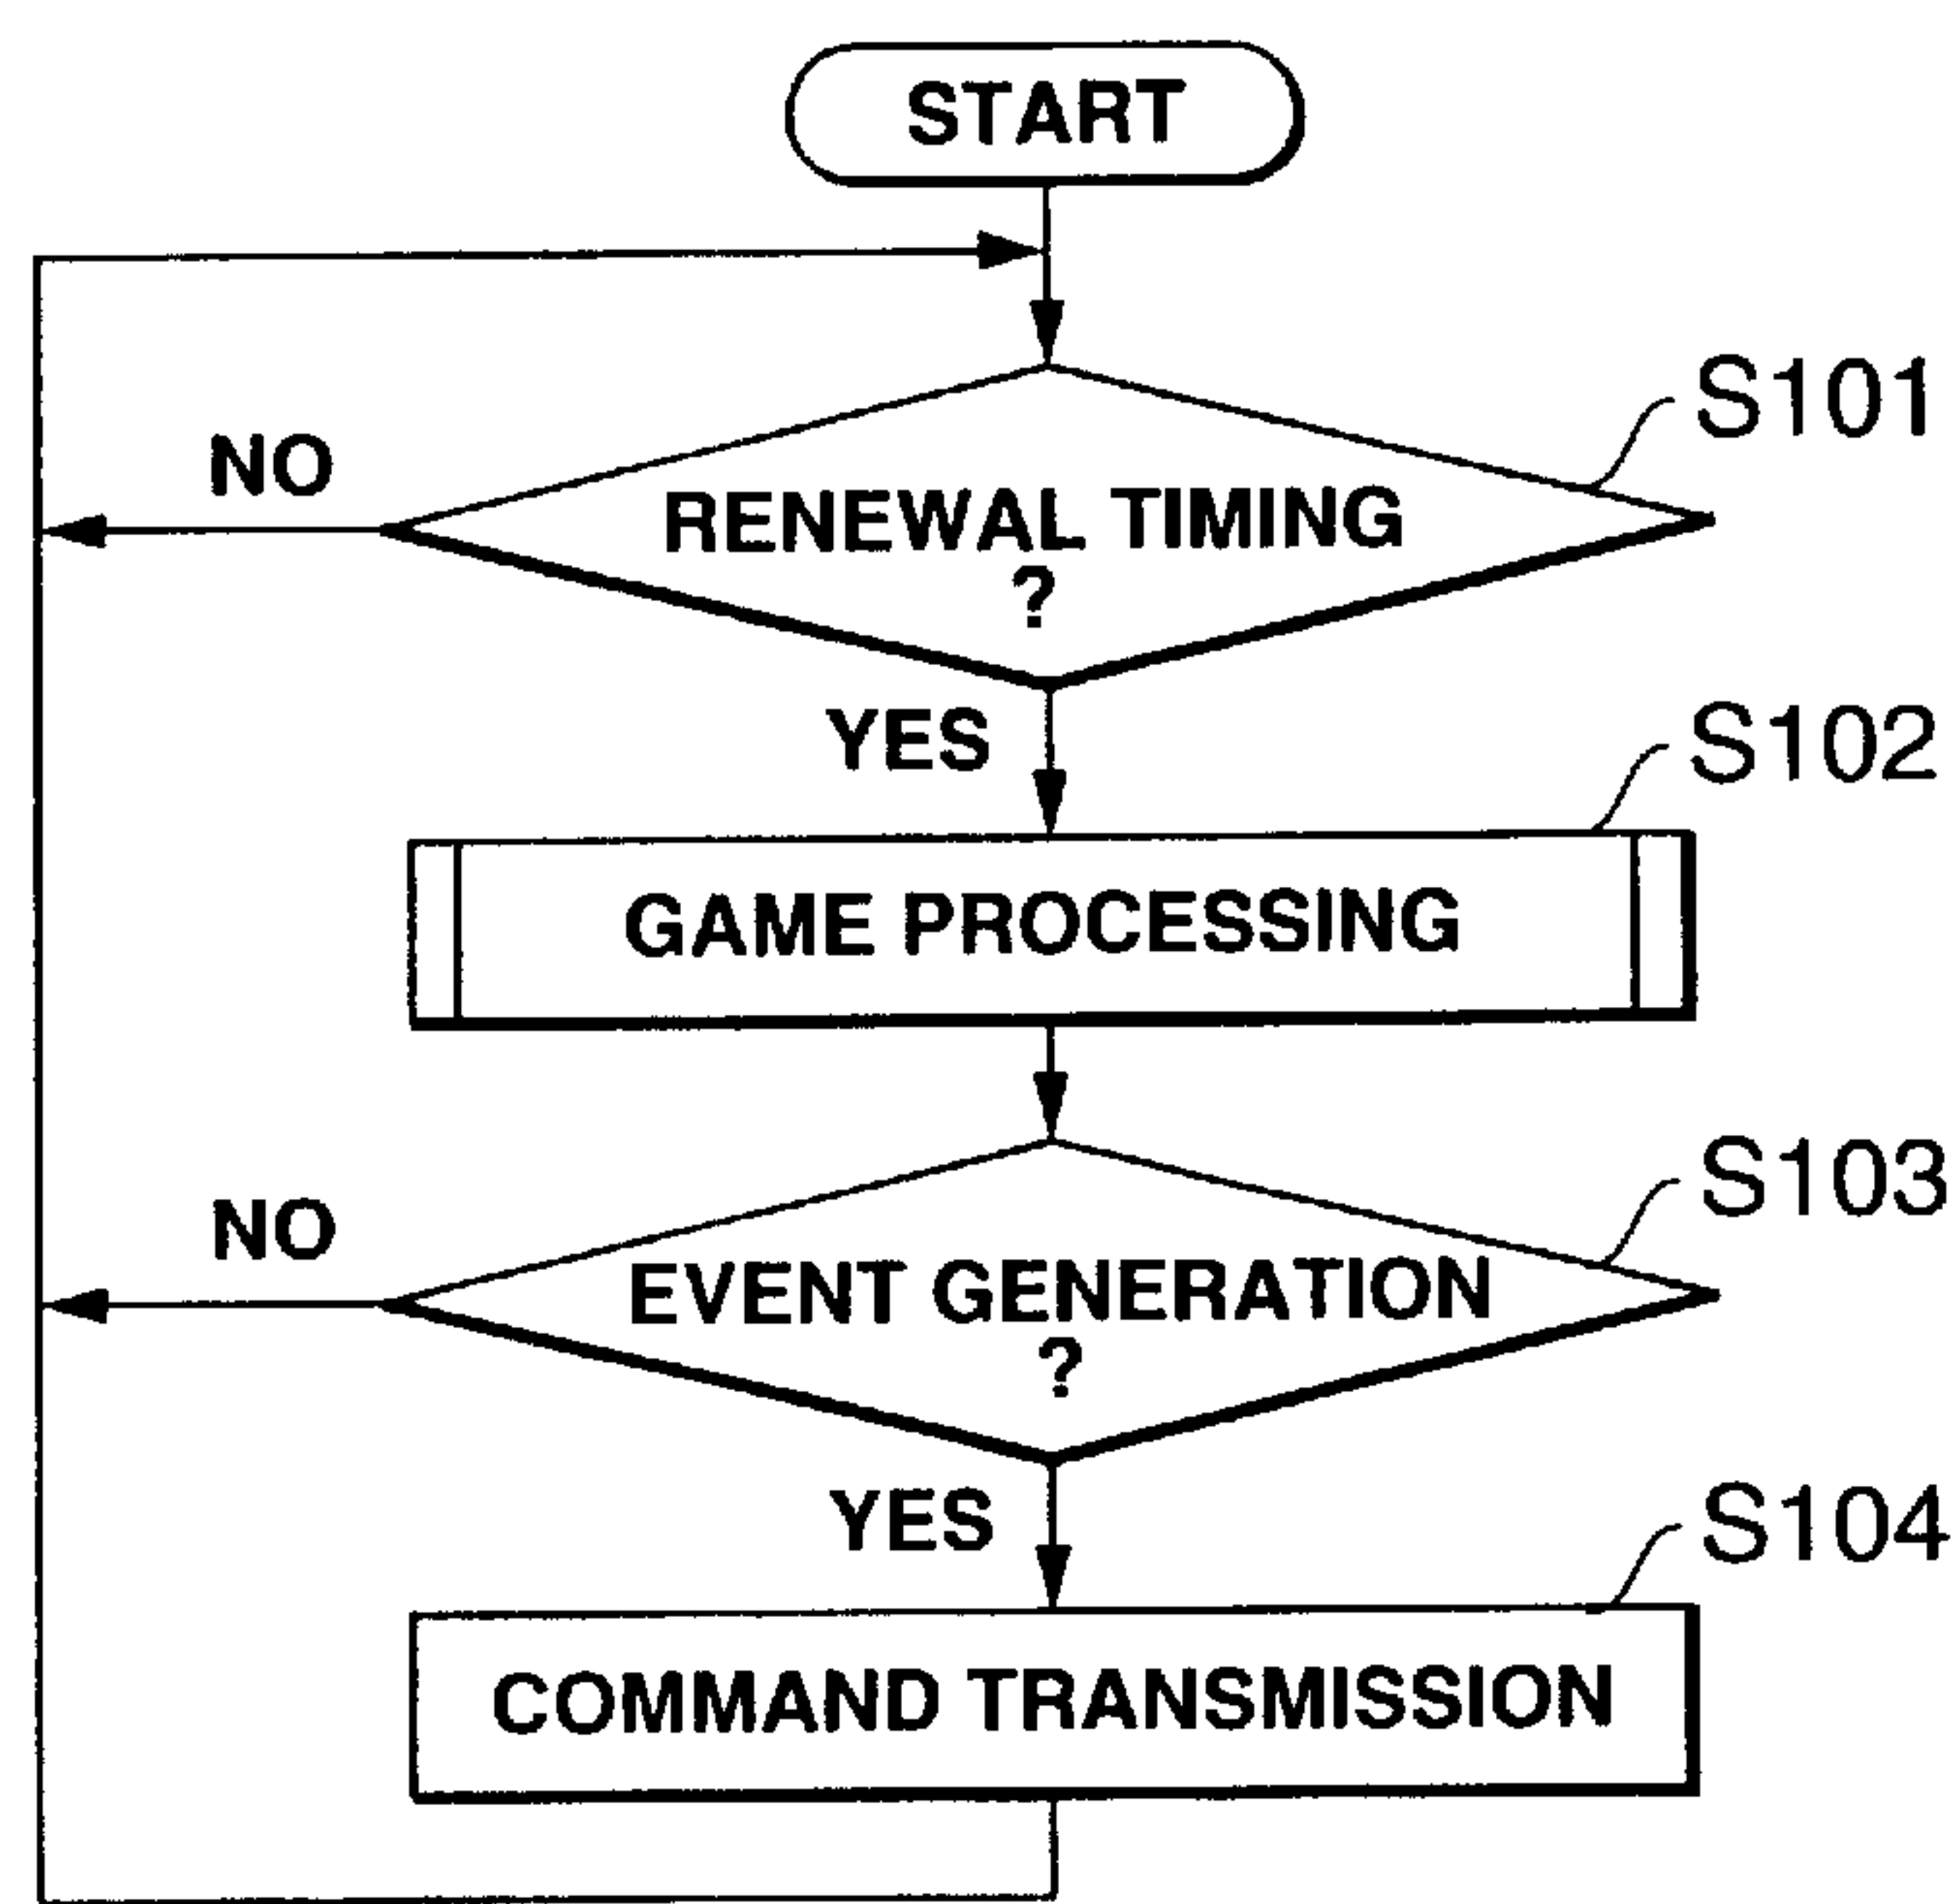 START
S101
NO
RENEWAL TIMING
?
YES
S102
GAME PROCESSING
S103
NO
EVENT GENERATION
?
YES
S104
COMMAND TRANSMISSION